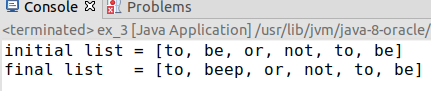 Console Problems
<terminated> ex_3 [Java Application] /usr/lib/jvm/java-8-oracle/
initial list = [to, be, or, not, to, be]
final list   = [to, beep, or, not, to, be]